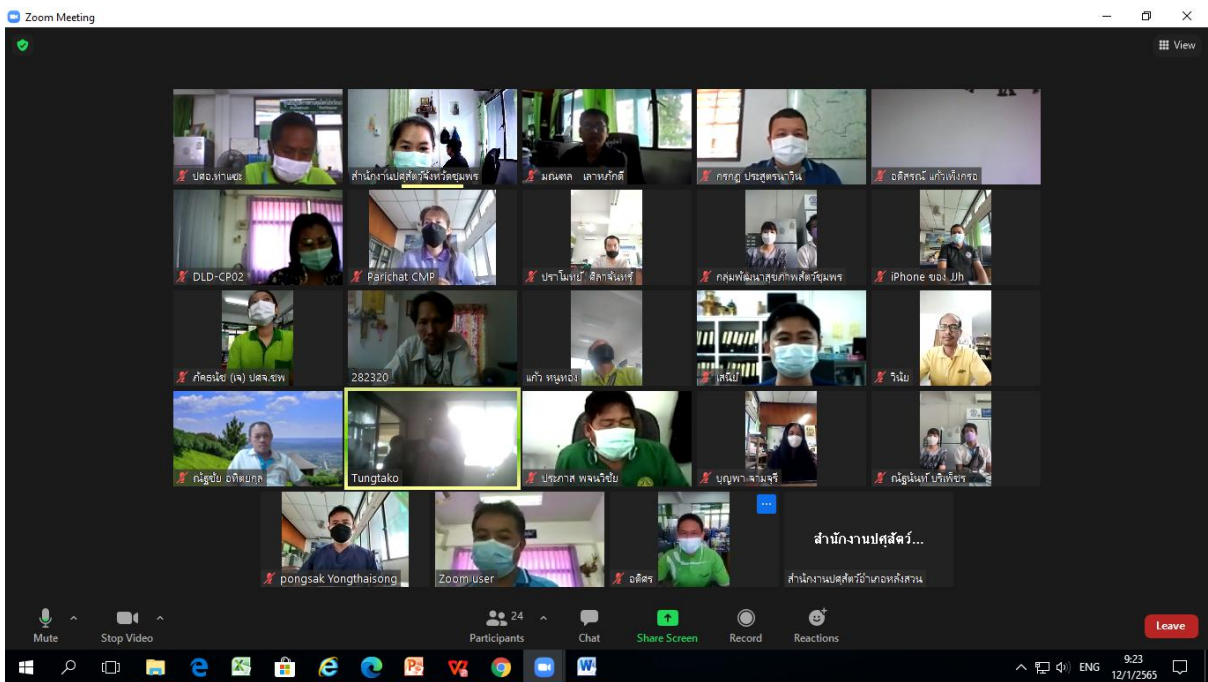 Zoom Meeting
View
ปศอ.ท่าแซะ
สำนักงานปศุสัตว์จังหวัดชุมพร
มณฑล เลาหภักดี
กรกฎ ประสูตรนาวิน
อดิสรณ์ แก้วเพ็งกรอ
DLD-CP02
Parichat CMP
ปราโมทย์ ศิลาจันทร์
กลุ่มพัฒนาสุขภาพสัตว์ชุมพร
iPhone ของ JJh
ภัคธนัช (เจ) ปศจ.ชพ
282320
แก้ว หนูทอง
เสนีย์
วินัย
ณัฐชัย อทิตยกุล
Tungtako
ประภาส พจนวิชัย
บุญพา จามจุรี
ณัฐนันท์ บริเพ็ชร
pongsak Yongthaisong
Zoom user
อดิศร
สำนักงานปศุสัตว์...
สำนักงานปศุสัตว์อำเภอหลังสวน
Mute
Stop Video
24
Participants
Chat
Share Screen
Record
Reactions
Leave
ENG
9:23
12/1/2565